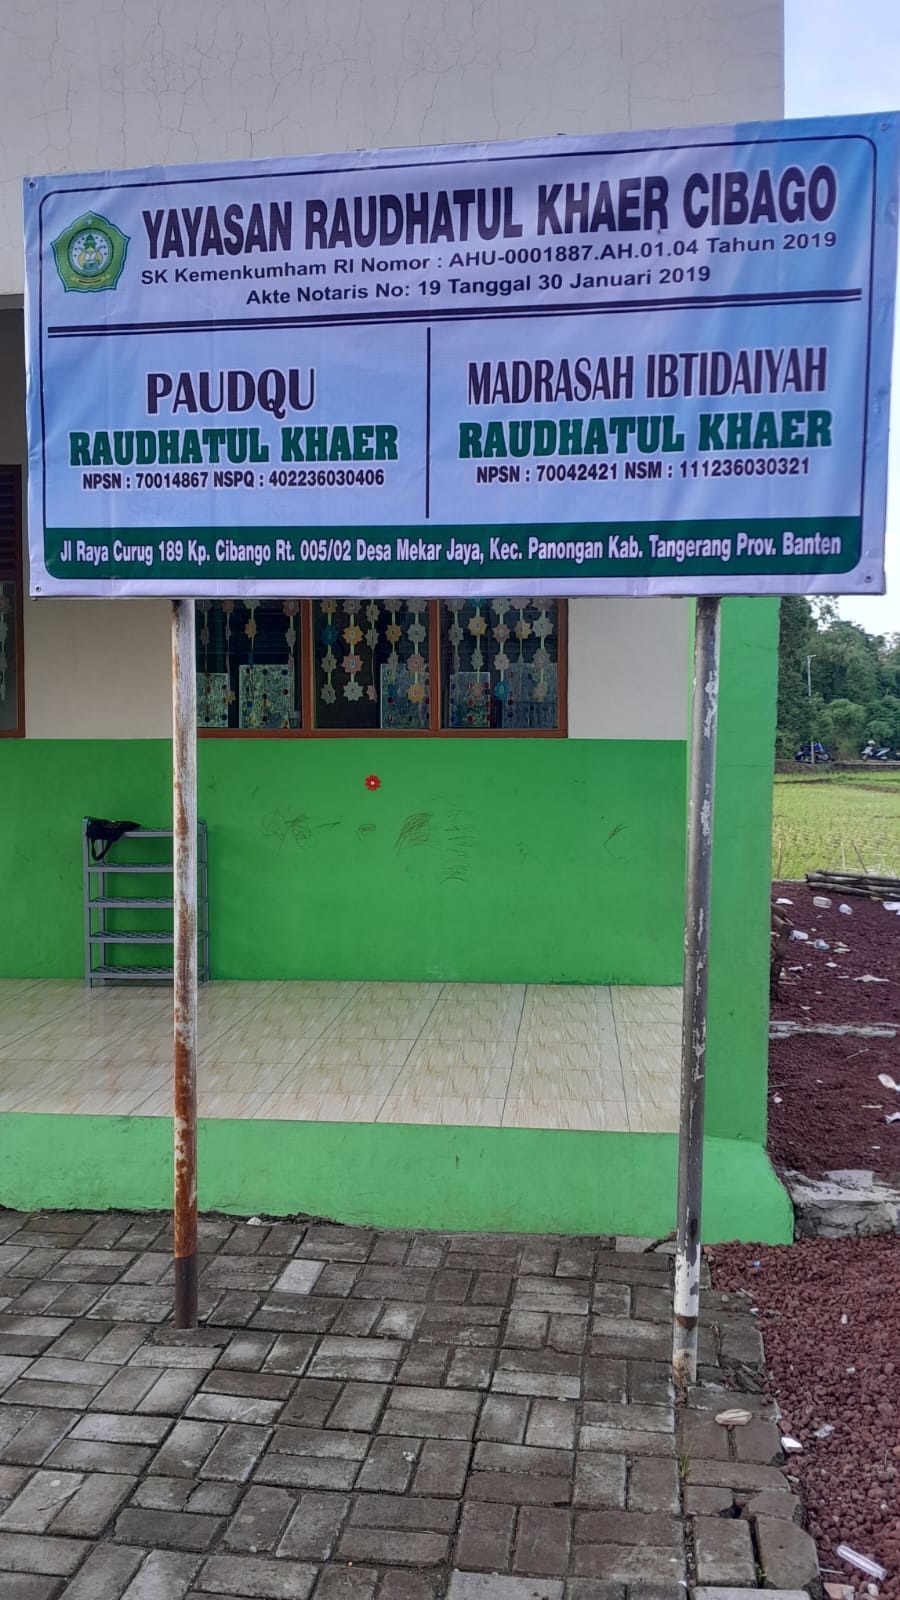 YAYASAN RAUDHATUL KHAER CIBAGO
SK Kemenkumham RI Nomor : AHU-0001887.AH.01.04 Tahun 2019
Akte Notaris No: 19 Tanggal 30 Januari 2019
PAUDQU
RAUDHATUL KHAER
NPSN : 70014867 NSPQ : 402236030406
MADRASAH IBTIDAIYAH
RAUDHATUL KHAER
NPSN : 70042421 NSM : 111236030321
Jl Raya Curug 189 Kp. Cibango Rt. 005/02 Desa Mekar Jaya, Kec. Panongan Kab. Tangerang Prov. Banten